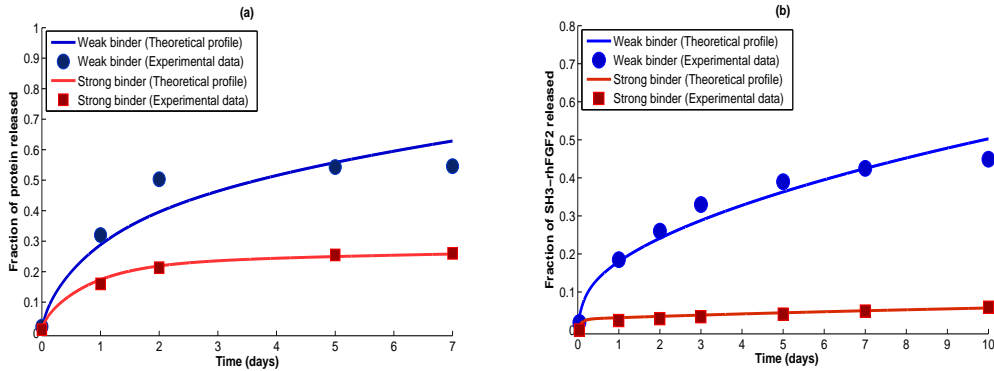 (a)
1
0.9
0.8
0.7
0.6
0.5
0.4
0.3
0.2
0.1
0
Fraction of protein released
Weak binder (Theoretical profile)
Weak binder (Experimental data)
Strong binder (Theoretical profile)
Strong binder (Experimental data)
0 1 2 3 4 5 6 7
Time (days)
(b)
0.8
0.7
0.6
0.5
0.4
0.3
0.2
0.1
0
Fraction of SH3-rhFGF2 released
Weak binder (Theoretical profile)
Weak binder (Experimental data)
Strong binder (Theoretical profile)
Strong binder (Experimental data)
0 1 2 3 4 5 6 7 8 9 10
Time (days)